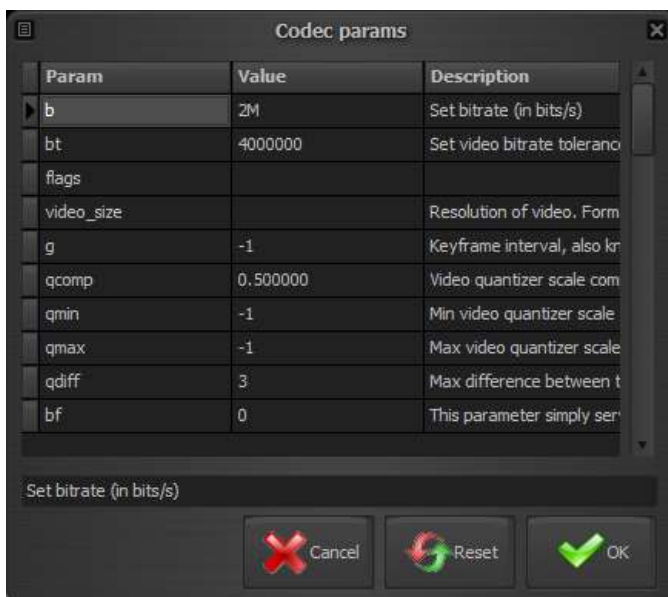 Codec params
Param Value Description
b 2M Set bitrate (in bits/s)
bt 4000000 Set video bitrate toleranc
flags
video_size Resolution of video. Form
g -1 Keyframe interval, also kn
qcomp 0.500000 Video quantizer scale com
qmin -1 Min video quantizer scale
qmax -1 Max video quantizer scale
qdiff 3 Max difference between t
bf 0 This parameter simply ser
Set bitrate (in bits/s)
Cancel Reset OK